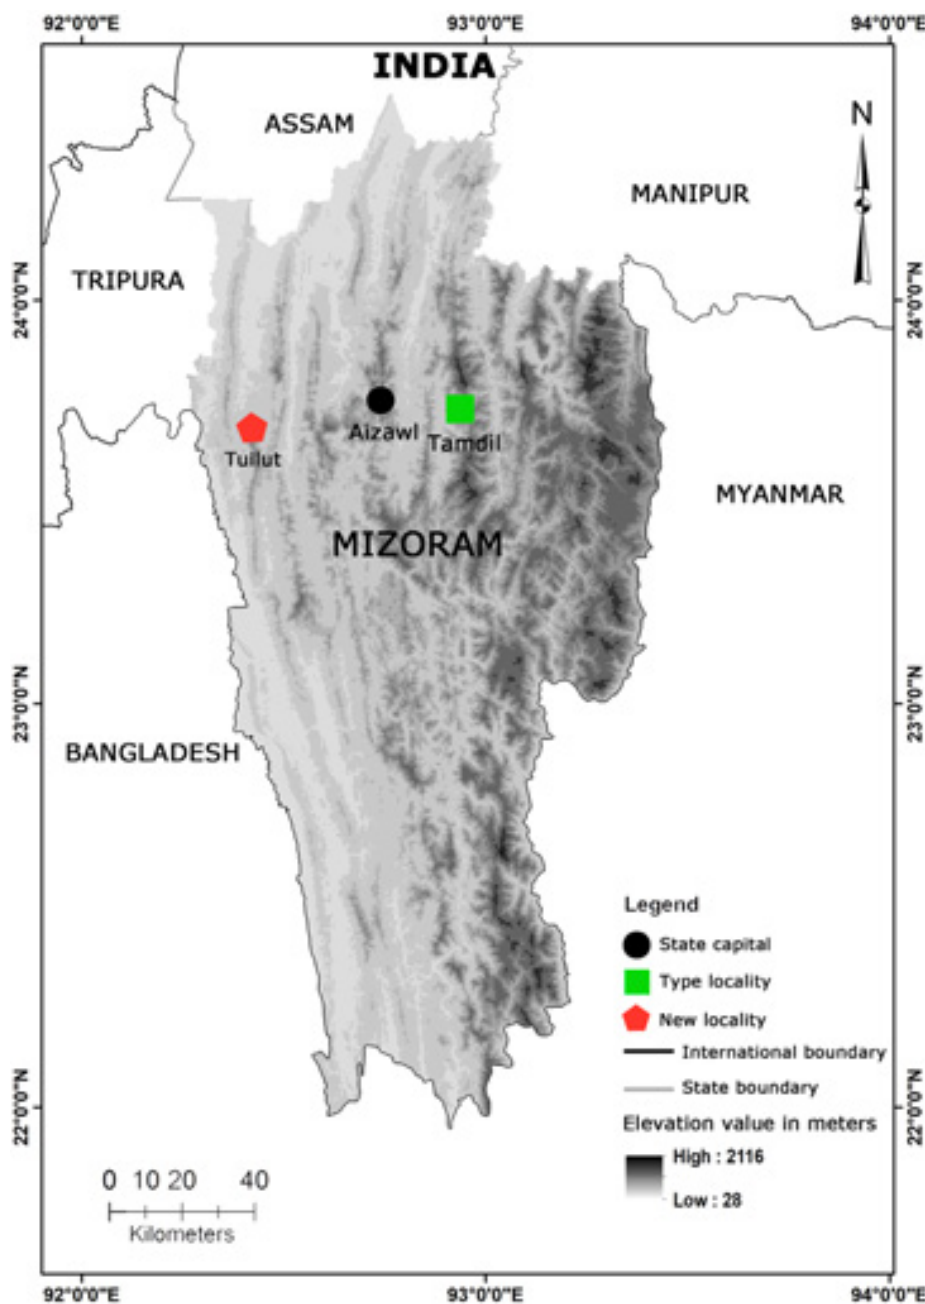 92°0'0"E 93°0'0"E 94°0'0"E
INDIA
ASSAM
N
MANIPUR
TRIPURA
24°0'0"N 24°0'0"N
Aizawl
Tamdil
Tuilut
MYANMAR
MIZORAM
23°0'0"N 23°0'0"N
BANGLADESH
Legend
State capital
Type locality
New locality
International boundary
State boundary
22°0'0"N 22°0'0"N
Elevation value in meters
High : 2116
Low : 28
0 10 20 40
Kilometers
92°0'0"E 93°0'0"E 94°0'0"E